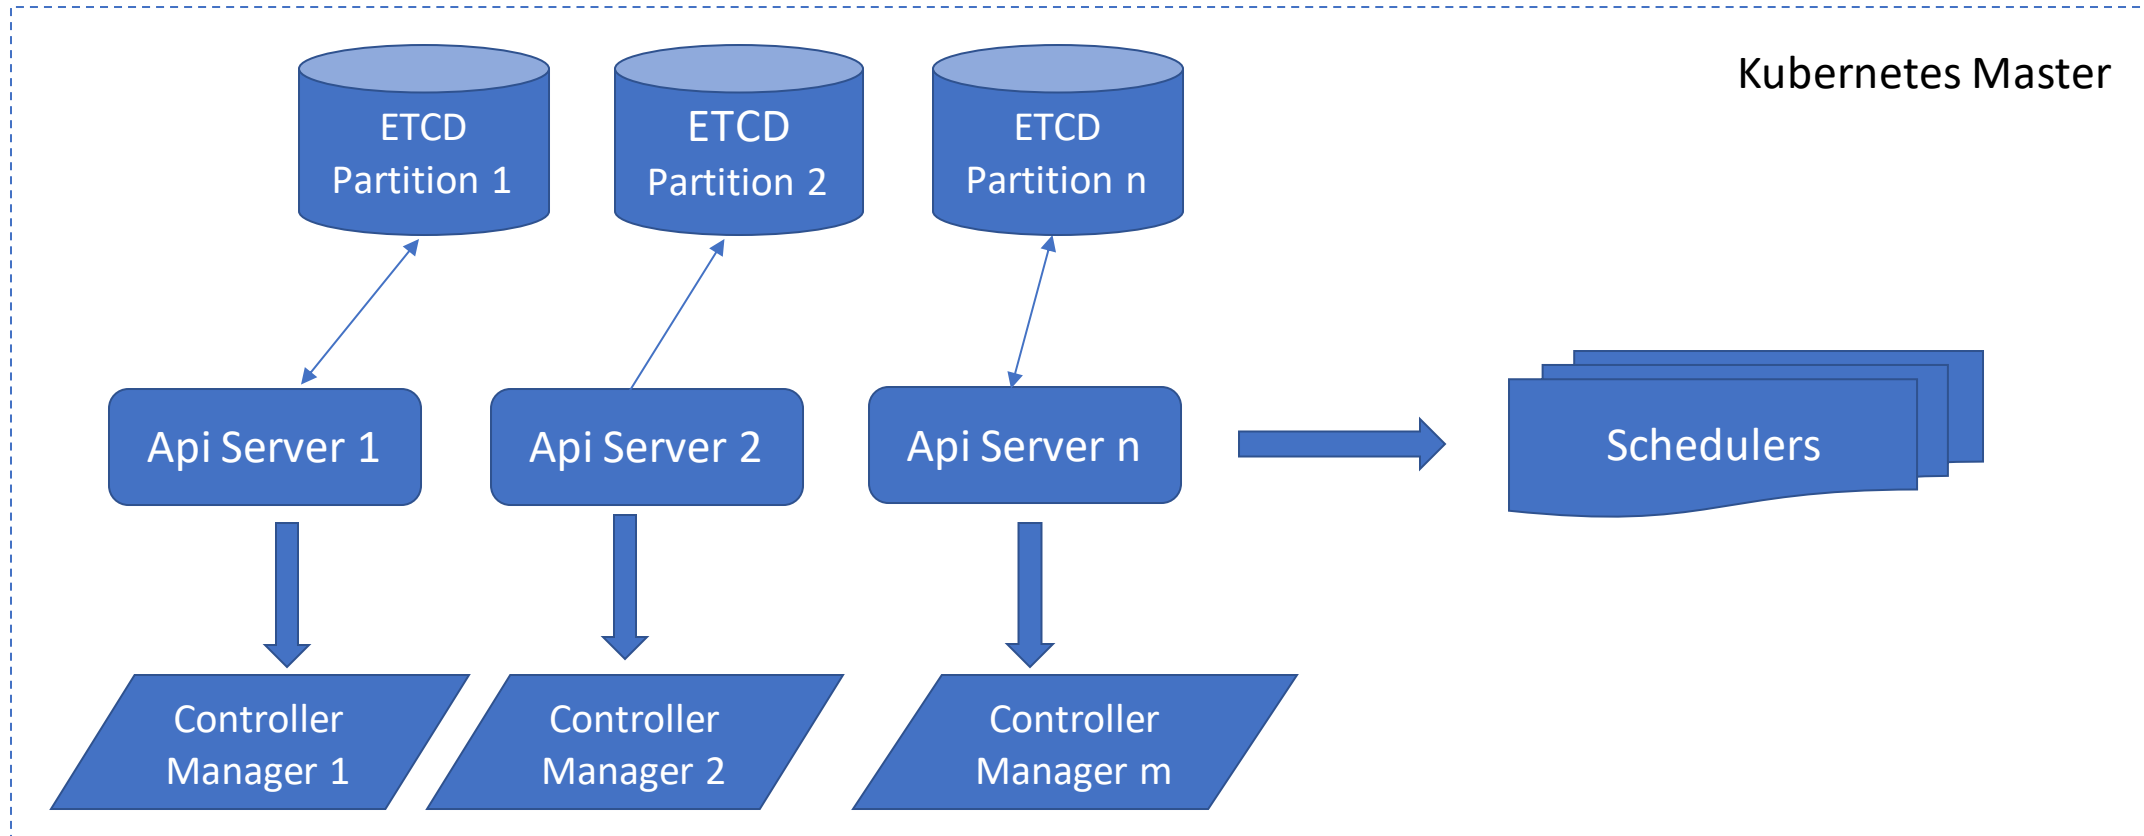 Kubernetes Master
ETCD
Partition 1
ETCD
Partition 2
ETCD
Partition n
Api Server 1
Api Server 2
Api Server n
Schedulers
Controller
Manager 1
Controller
Manager 2
Controller
Manager m